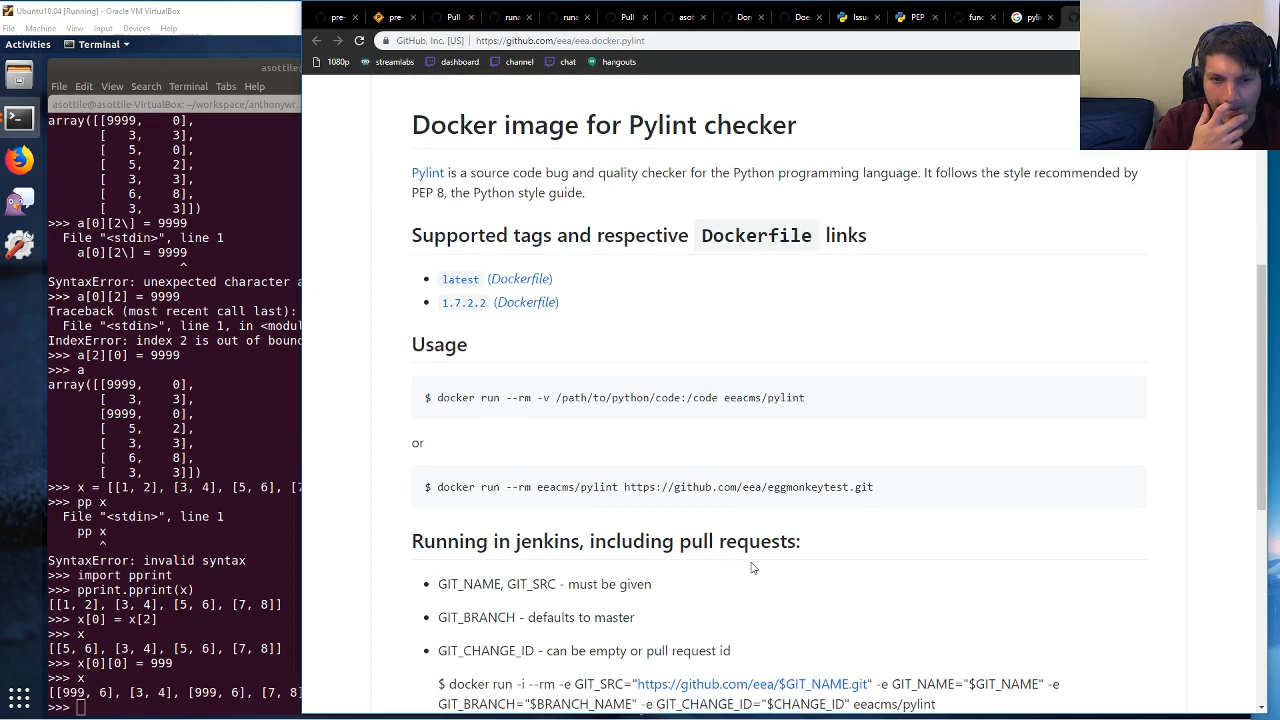 Ubuntu18.04 [Running] - Oracle VM VirtualBox
File Machine View Input Devices Help
Activities Terminal
File Edit View Search Terminal Tabs Help
asottile@asottile-VirtualBox: ~/workspace/anthonywr...
array([[9999, 0],
[ 3, 3],
[ 5, 0],
[ 5, 2],
[ 3, 3],
[ 6, 8],
[ 3, 3]])
>>> a[0][2\] = 9999
File "<stdin>", line 1
a[0][2\] = 9999
^
SyntaxError: unexpected character a
>>> a[0][2] = 9999
Traceback (most recent call last):
File "<stdin>", line 1, in <modul
IndexError: index 2 is out of bound
>>> a[2][0] = 9999
>>> a
array([[9999, 0],
[ 3, 3],
[9999, 0],
[ 5, 2],
[ 3, 3],
[ 6, 8],
[ 3, 3]])
>>> x = [[1, 2], [3, 4], [5, 6], [7
>>> pp x
File "<stdin>", line 1
pp x
^
SyntaxError: invalid syntax
>>> import pprint
>>> pprint.pprint(x)
[[1, 2], [3, 4], [5, 6], [7, 8]]
>>> x[0] = x[2]
>>> x
[[5, 6], [3, 4], [5, 6], [7, 8]]
>>> x[0][0] = 999
>>> x
[[999, 6], [3, 4], [999, 6], [7, 8]
>>>
pre- pre- Pull runa runa Pull asot Don Doc Issu PEP func pylin
GitHub, Inc. [US] https://github.com/eea/eea.docker.pylint
1080p streamlabs dashboard channel chat hangouts
Docker image for Pylint checker
Pylint is a source code bug and quality checker for the Python programming language. It follows the style recommended by
PEP 8, the Python style guide.
Supported tags and respective Dockerfile links
latest (Dockerfile)
1.7.2.2 (Dockerfile)
Usage
$ docker run --rm -v /path/to/python/code:/code eeacms/pylint
or
$ docker run --rm eeacms/pylint https://github.com/eea/eggmonkeytest.git
Running in jenkins, including pull requests:
GIT_NAME, GIT_SRC - must be given
GIT_BRANCH - defaults to master
GIT_CHANGE_ID - can be empty or pull request id
$ docker run -i --rm -e GIT_SRC="https://github.com/eea/$GIT_NAME.git" -e GIT_NAME="$GIT_NAME" -e
GIT_BRANCH="$BRANCH_NAME" -e GIT_CHANGE_ID="$CHANGE_ID" eeacms/pylint